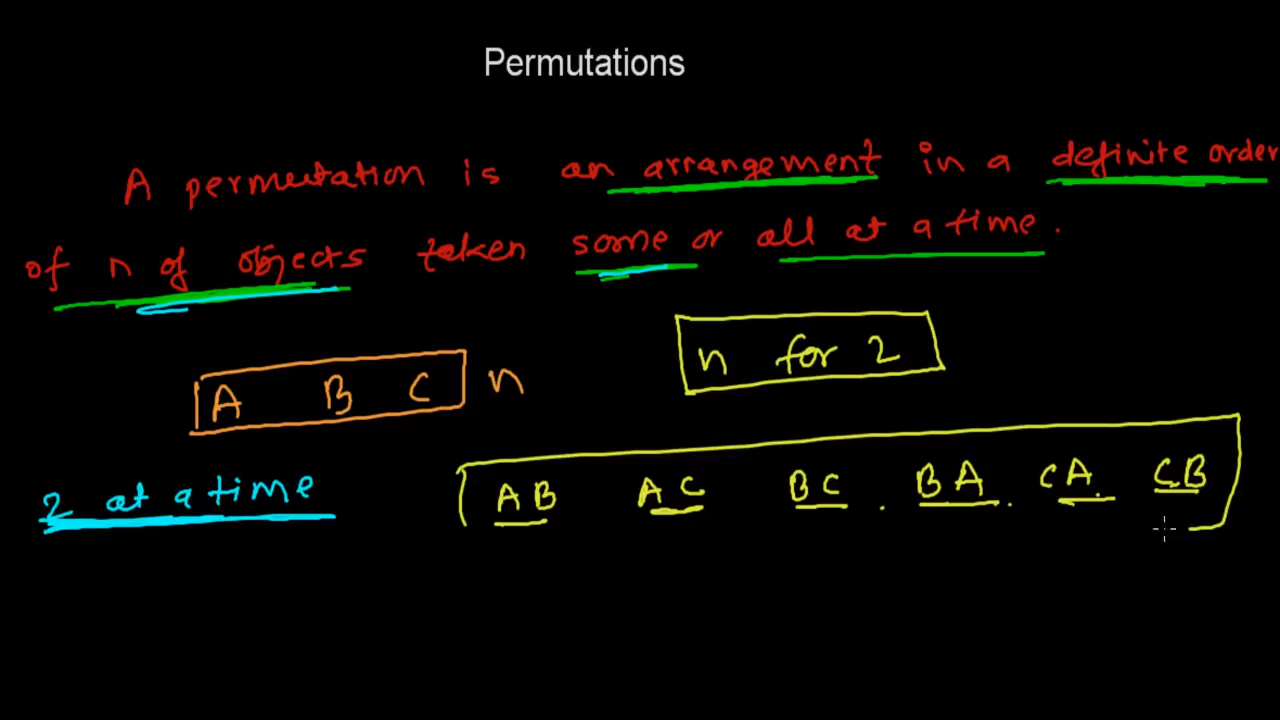 Permutations
A permutation is an arrangement in a definite order
of n of objects taken some or all at a time.
n for 2
A B C n
2 at a time
AB AC BC . BA . CA. CB